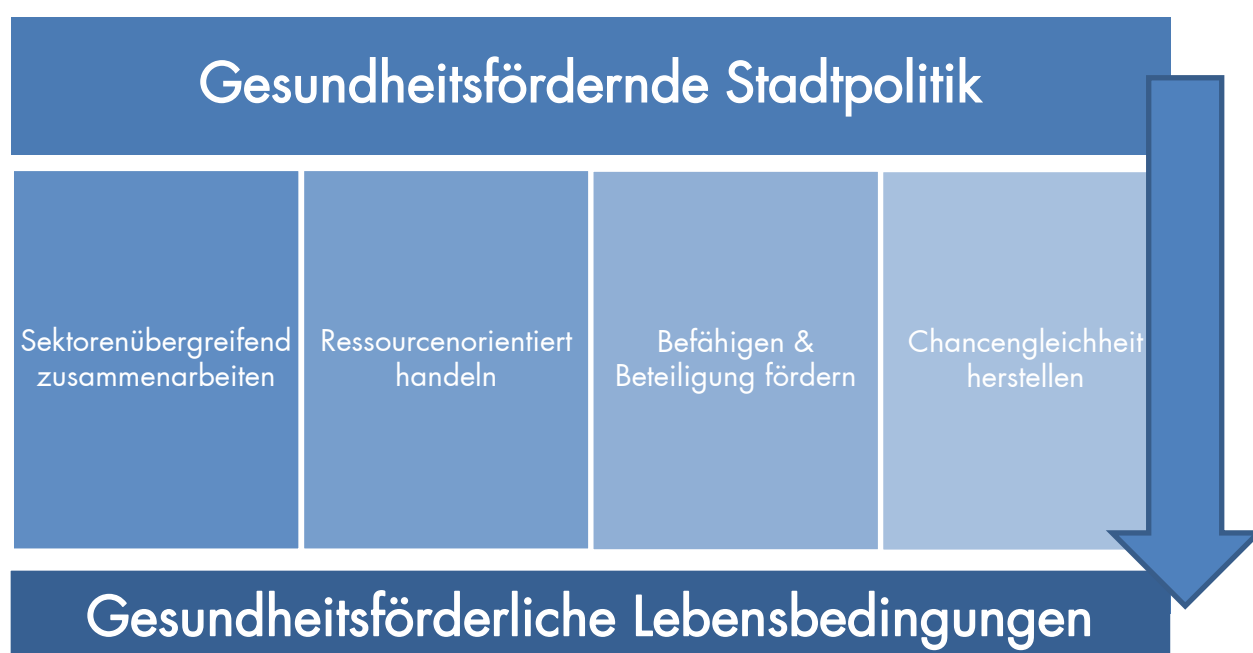 Gesundheitsfördernde Stadtpolitik
Sektorenübergreifend
zusammenarbeiten
Ressourcenorientiert
handeln
Befähigen &
Beteiligung fördern
Chancengleichheit
herstellen
Gesundheitsförderliche Lebensbedingungen